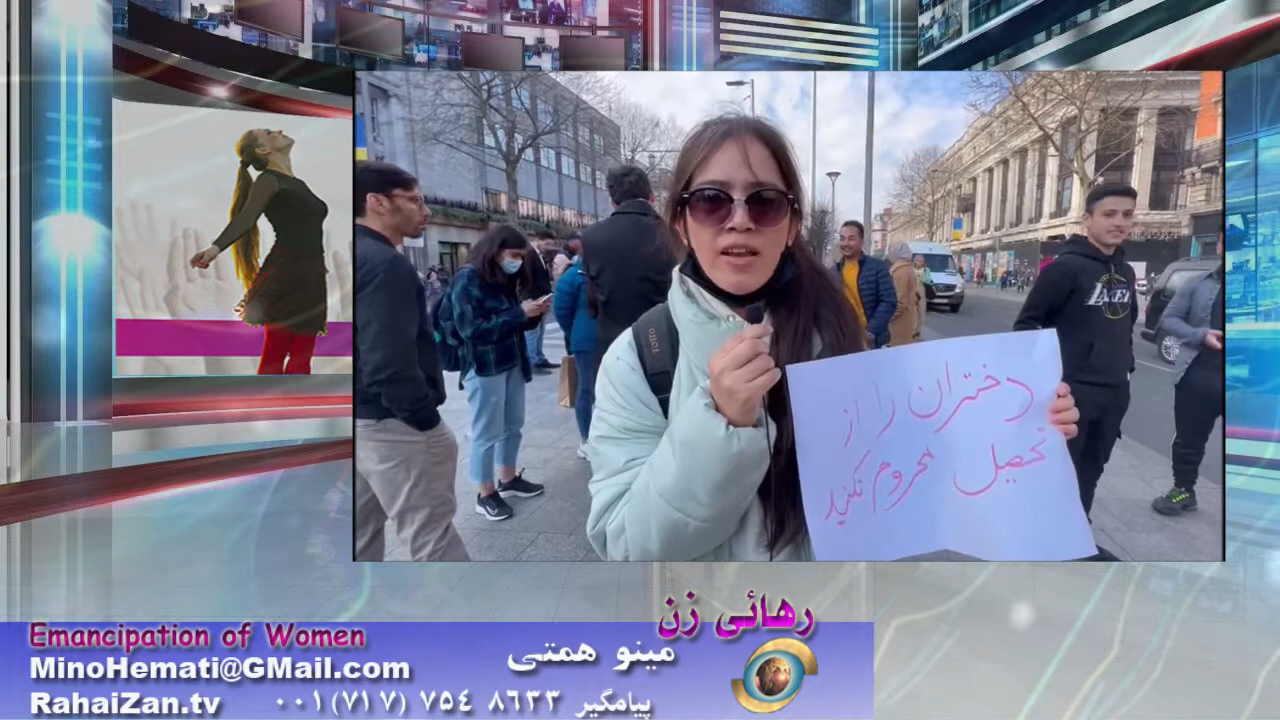 TOTTO
LAKERS
دختران را از
تحصیل محروم نکنید
رهائی زن
Emancipation of Women
مینو همتی
MinoHemati@GMail.com
RahaiZan.tv
پیامگیر ۸۶۳۳ ۷۵۴ (۷۱۷) ۰۰۱